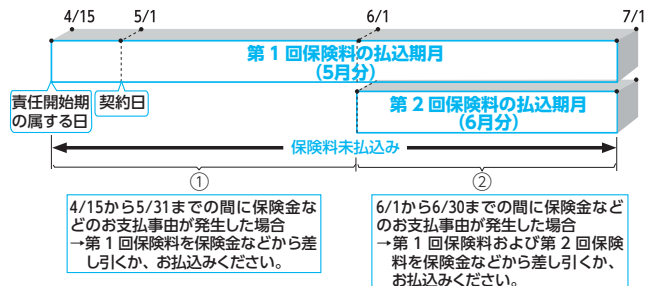 4/15 5/1 6/1 7/1
第1回保険料の払込期月
（5月分）
責任開始期
の属する日
契約日
第2回保険料の払込期月
（6月分）
保険料未払込み
① ②
4/15から5/31までの間に保険金な
どのお支払事由が発生した場合
→第1回保険料を保険金などから差
し引くか、お払込みください。
6/1から6/30までの間に保険金など
のお支払事由が発生した場合
→第1回保険料および第2回保険
料を保険金などから差し引くか、
お払込みください。